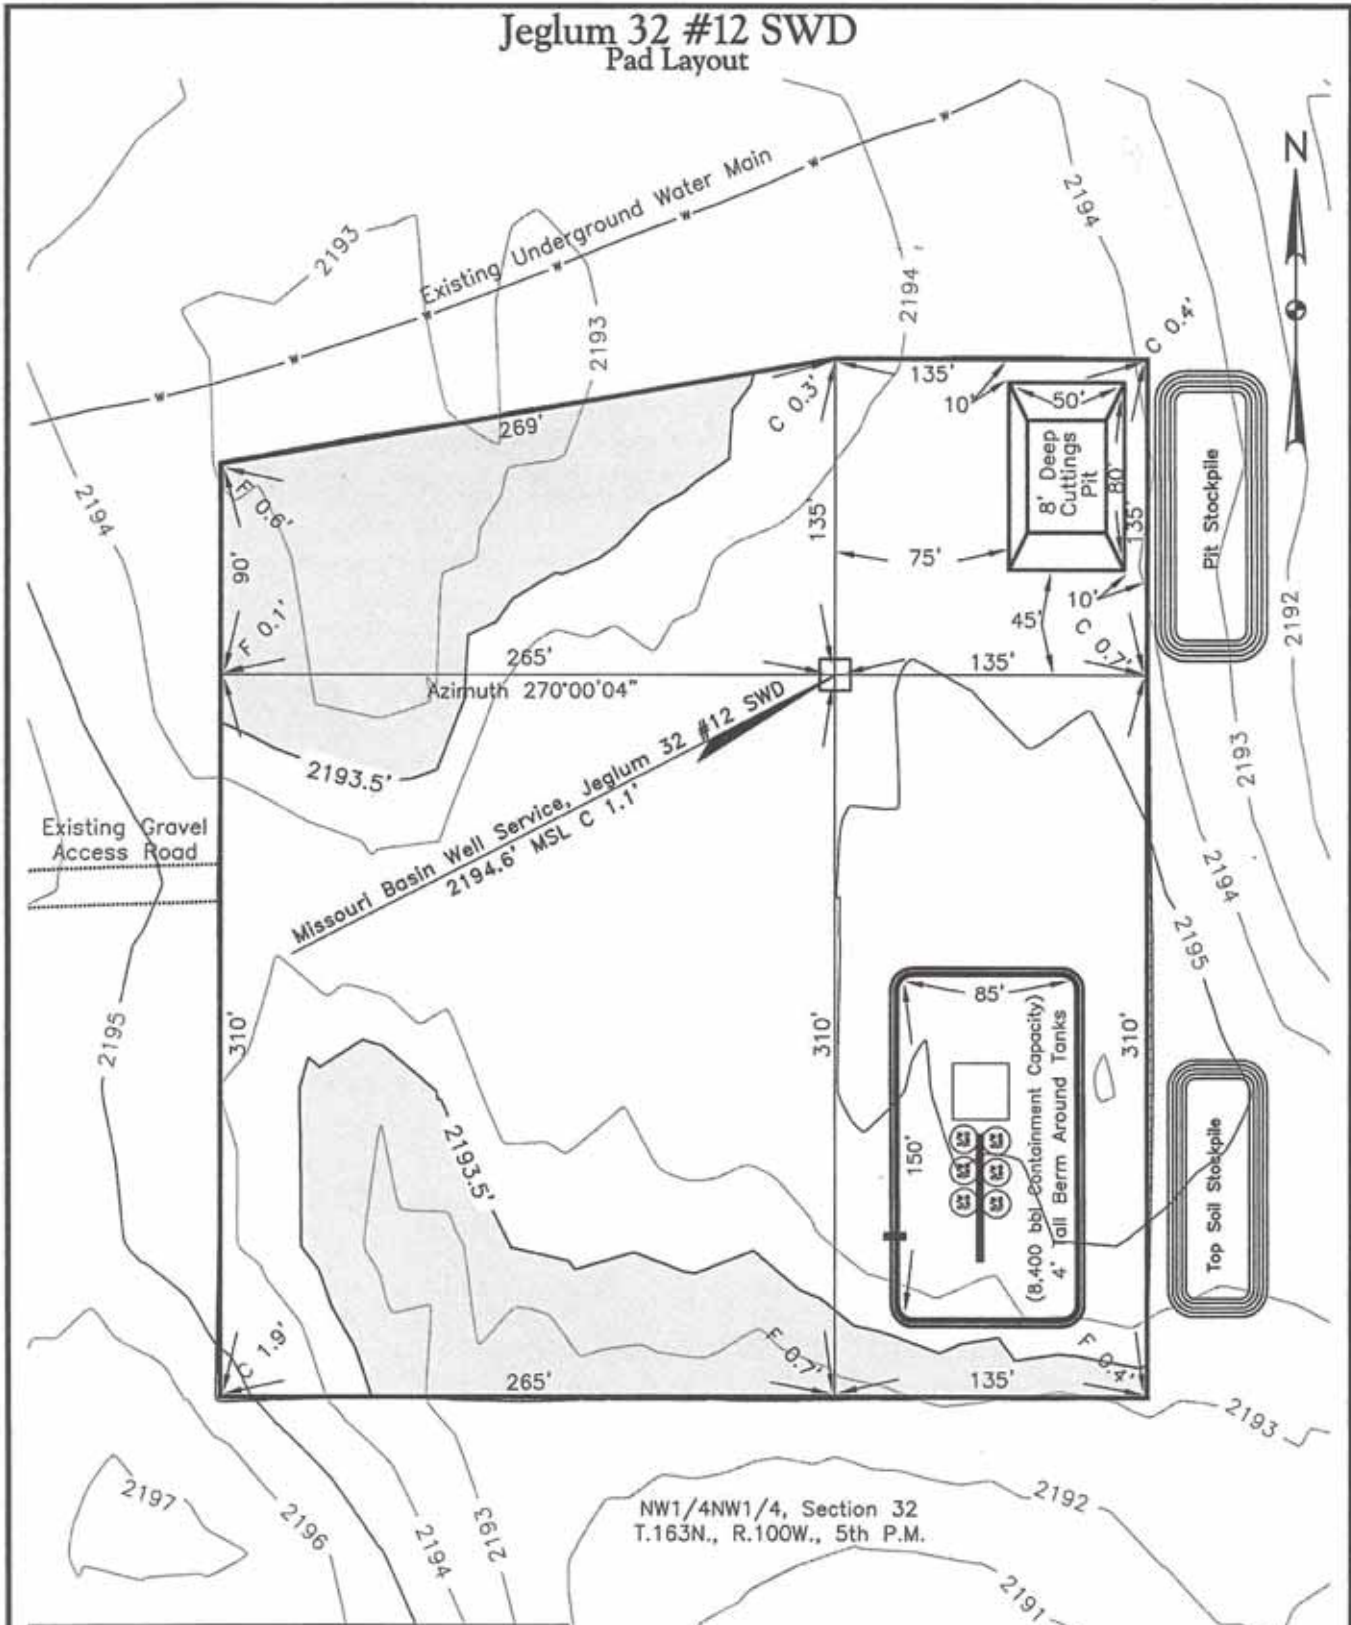 Jeglum 32 #12 SWD
Pad Layout
N
Existing Underground Water Main
W
W
W
W
W
W
W
W
2193
2193
2194
2194
2194
C 0.4'
C 0.3'
135'
10'
50'
269'
8' Deep
Cuttings
Pit
80'
135'
135'
Pit Stockpile
F 0.6'
90'
F 0.1'
75'
10'
45'
C 0.7'
2192
265'
135'
Azimuth 270°00'04"
2193.5'
2193
Missouri Basin Well Service, Jeglum 32 #12 SWD
2194.6' MSL C 1.1'
Existing Gravel
Access Road
2194
2195
2195
310'
310'
310'
85'
150'
(8,400 bbl Containment Capacity)
4' Tall Berm Around Tanks
2193.5'
Top Soil Stockpile
C 1.9'
F 0.7'
F 0.4'
265'
135'
2193
2197
2196
2194
2193
2192
2191
NW1/4NW1/4, Section 32
T.163N., R.100W., 5th P.M.